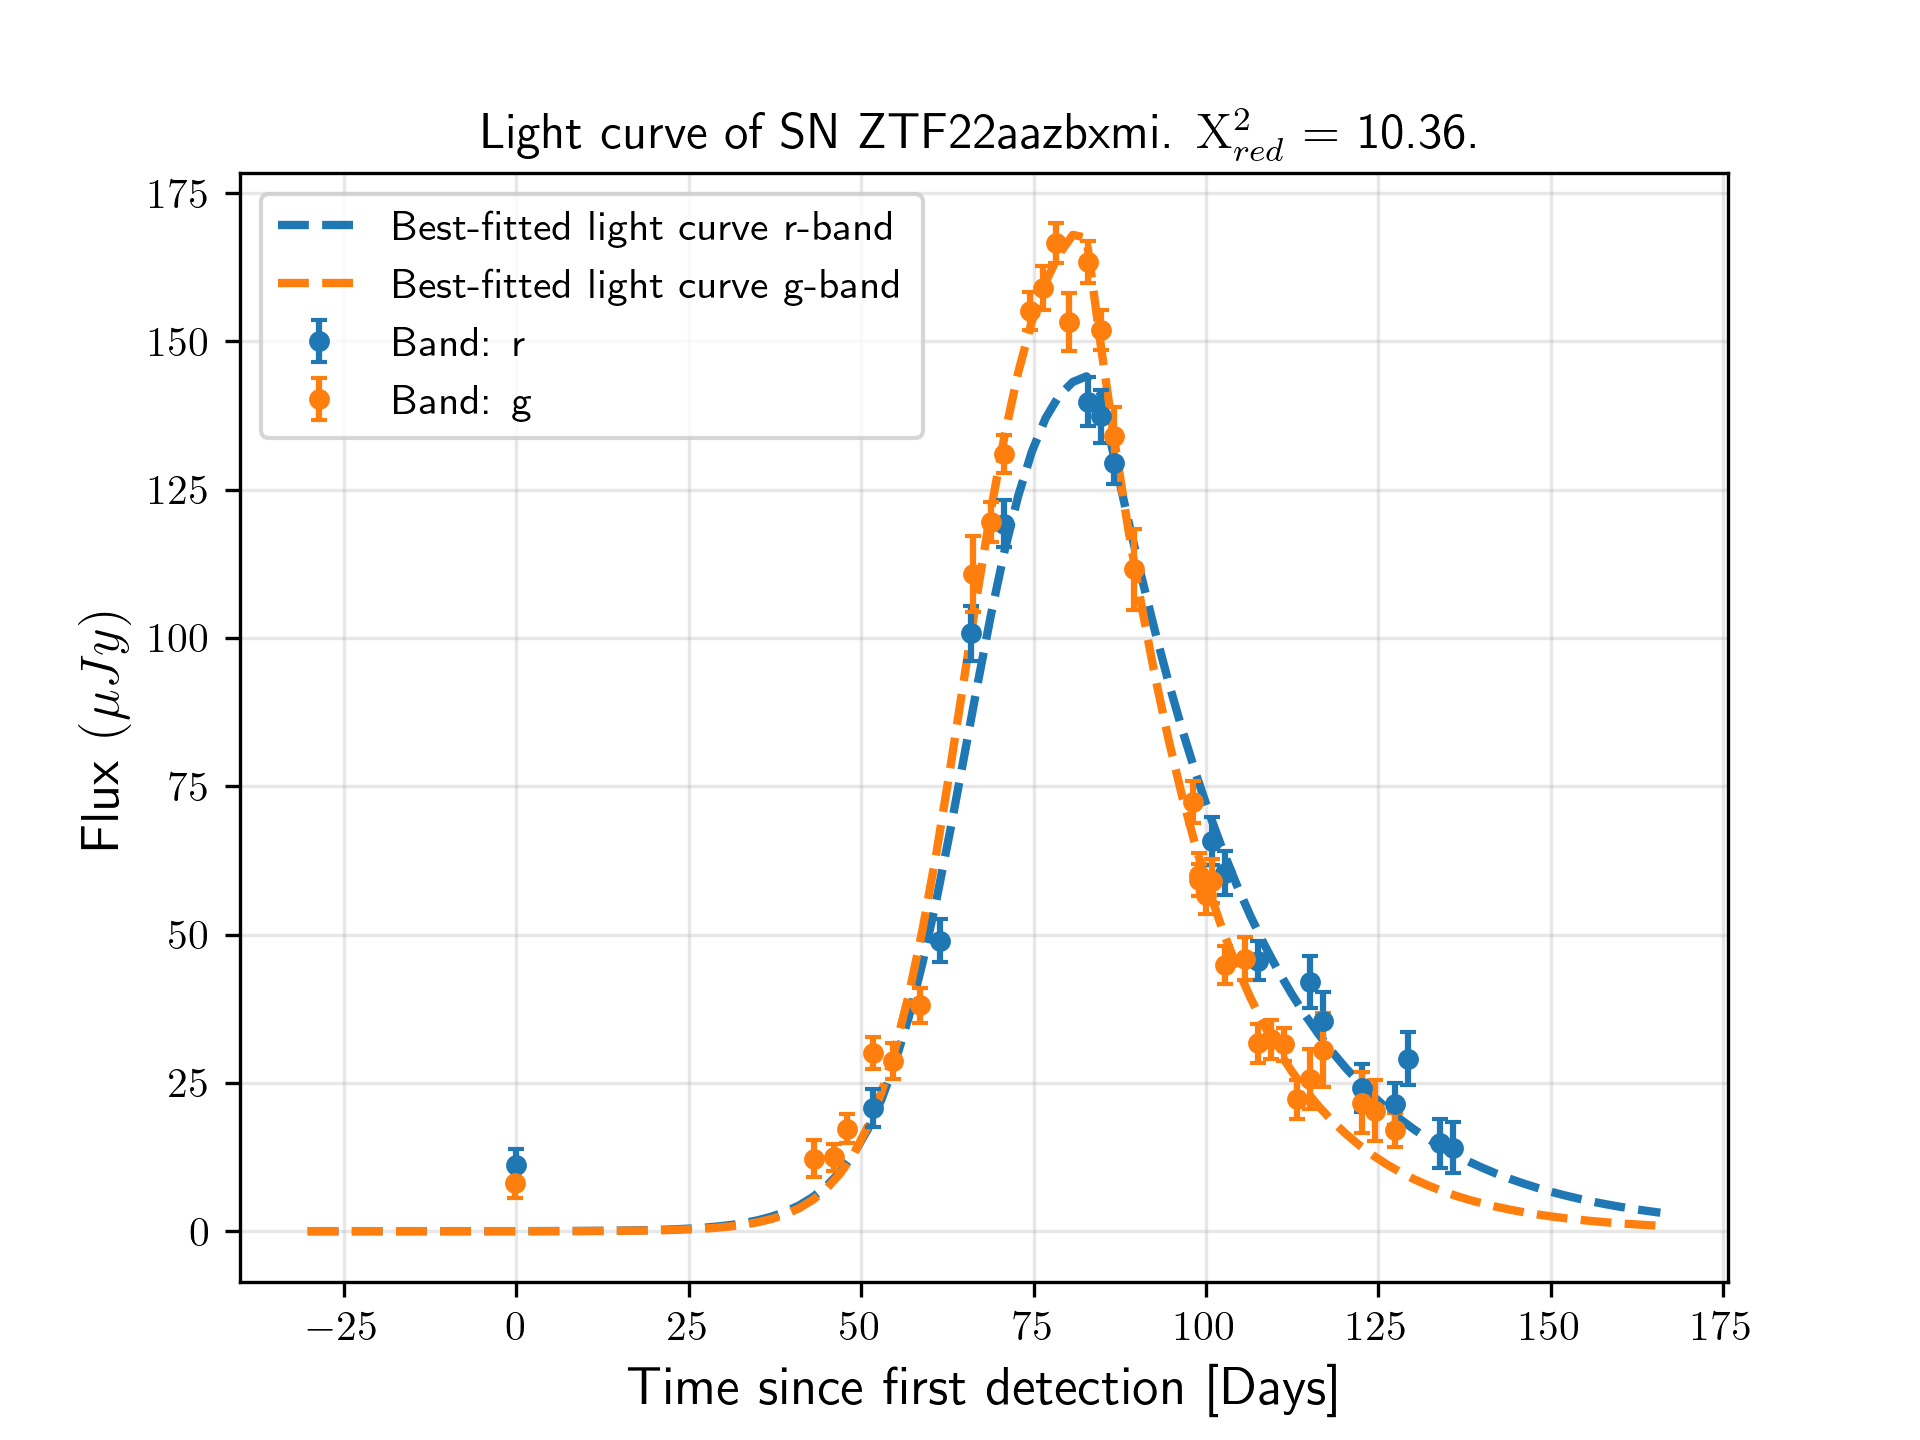 Light curve of SN ZTF22aazbxmi. X²_red = 10.36.
Best-fitted light curve r-band
Best-fitted light curve g-band
Band: r
Band: g
Flux (μJy)
175
150
125
100
75
50
25
0
−25 0 25 50 75 100 125 150 175
Time since first detection [Days]